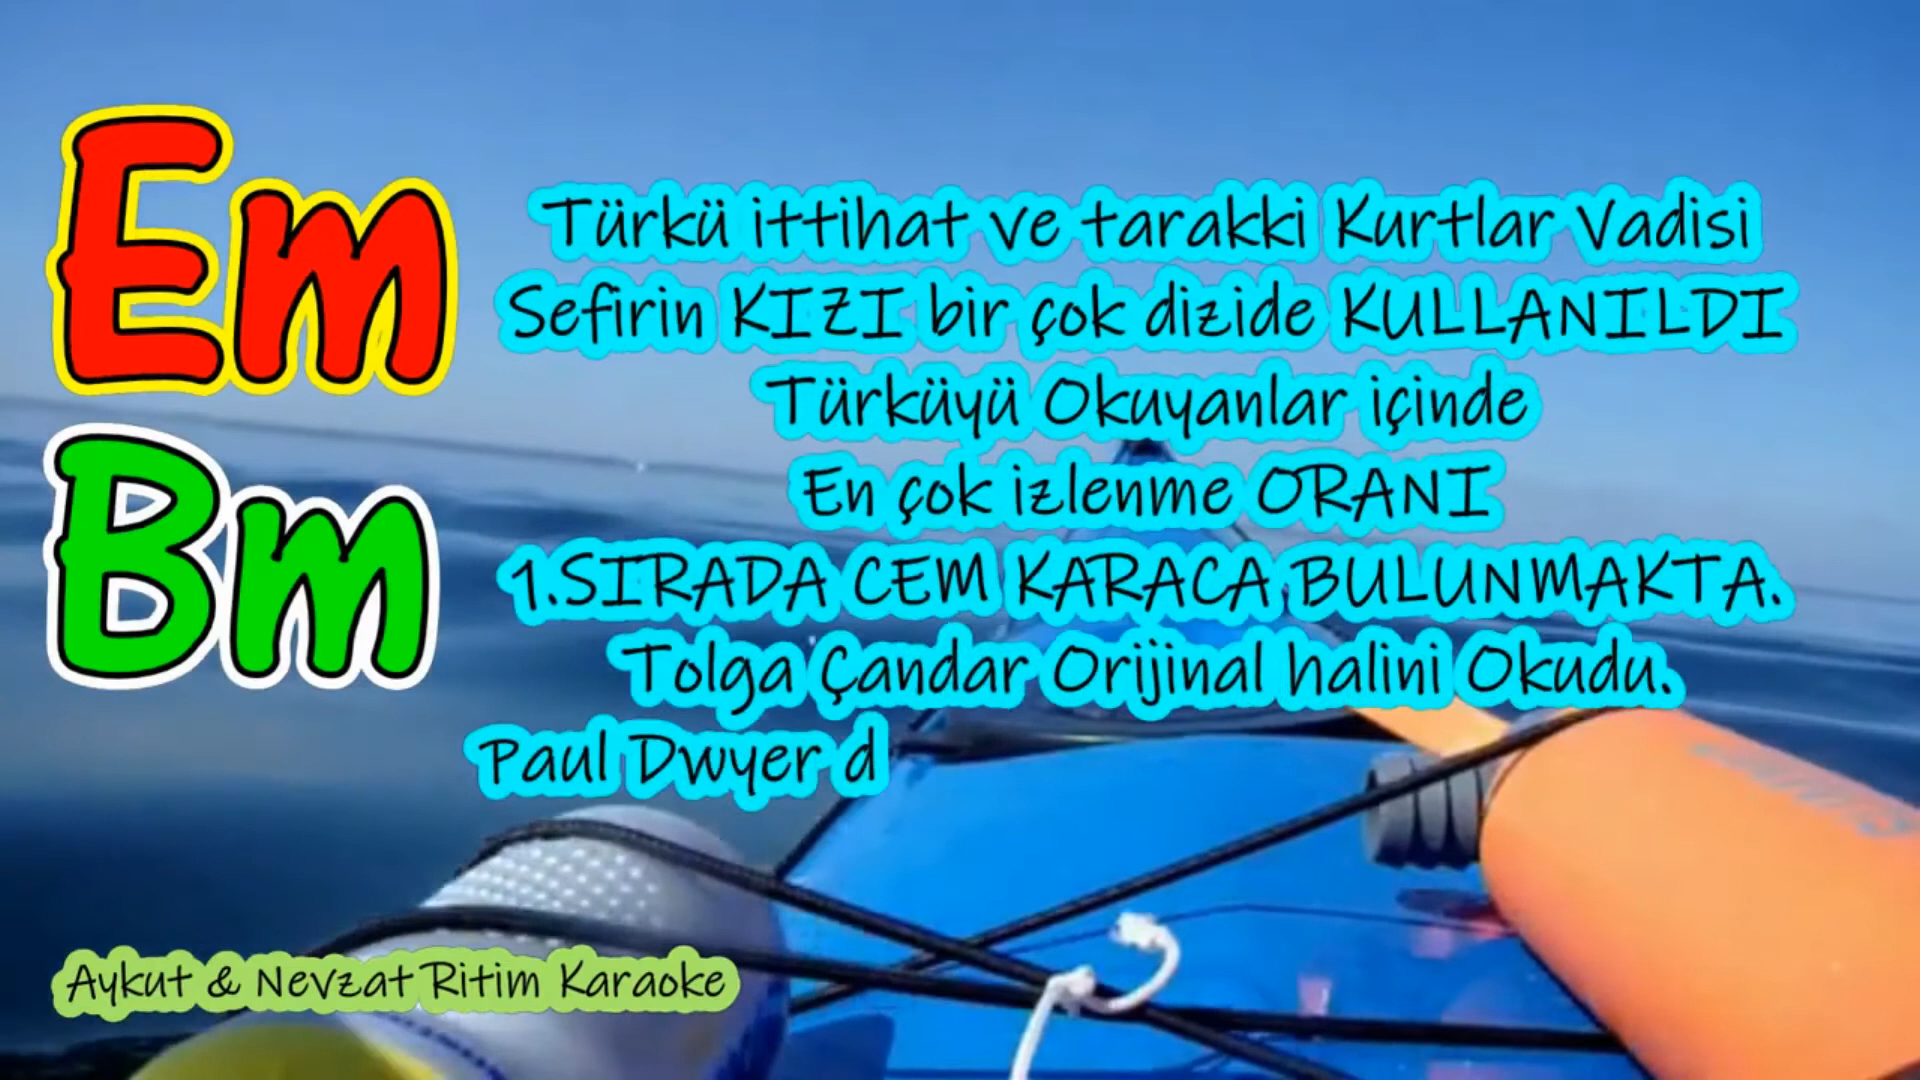 Em
Bm
Türkü ittihat ve tarakki Kurtlar Vadisi
Sefirin KIZI bir çok dizide KULLANILDI
Türküyü Okuyanlar içinde
En çok izlenme ORANI
1.SIRADA CEM KARACA BULUNMAKTA.
Tolga Çandar Orijinal halini Okudu.
Paul Dwyer d
Aykut & Nevzat Ritim Karaoke